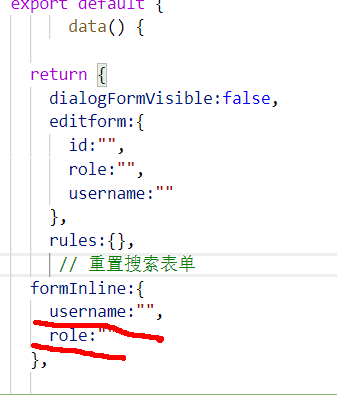 export default {
data() {
return {
dialogFormVisible:false,
editform:{
id:"",
role:"",
username:""
},
rules:{},
// 重置搜索表单
formInline:{
username:"",
role:""
},